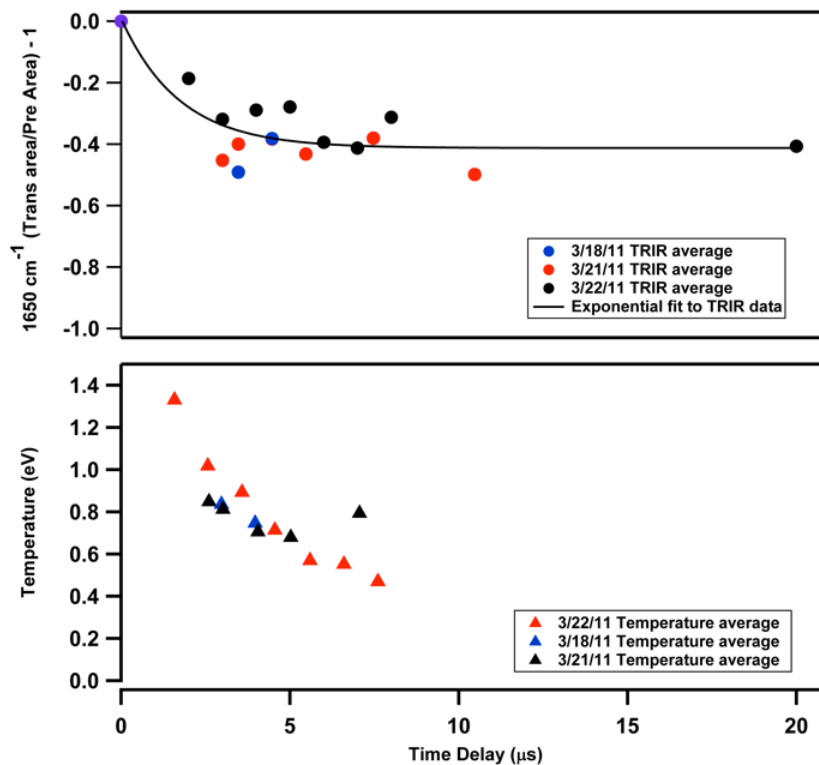 0.0
-0.2
-0.4
-0.6
-0.8
-1.0
1650 cm⁻¹ (Trans area/Pre Area) - 1
3/18/11 TRIR average
3/21/11 TRIR average
3/22/11 TRIR average
Exponential fit to TRIR data
1.4
1.2
1.0
0.8
0.6
0.4
0.2
0.0
Temperature (eV)
3/22/11 Temperature average
3/18/11 Temperature average
3/21/11 Temperature average
0 5 10 15 20
Time Delay (μs)